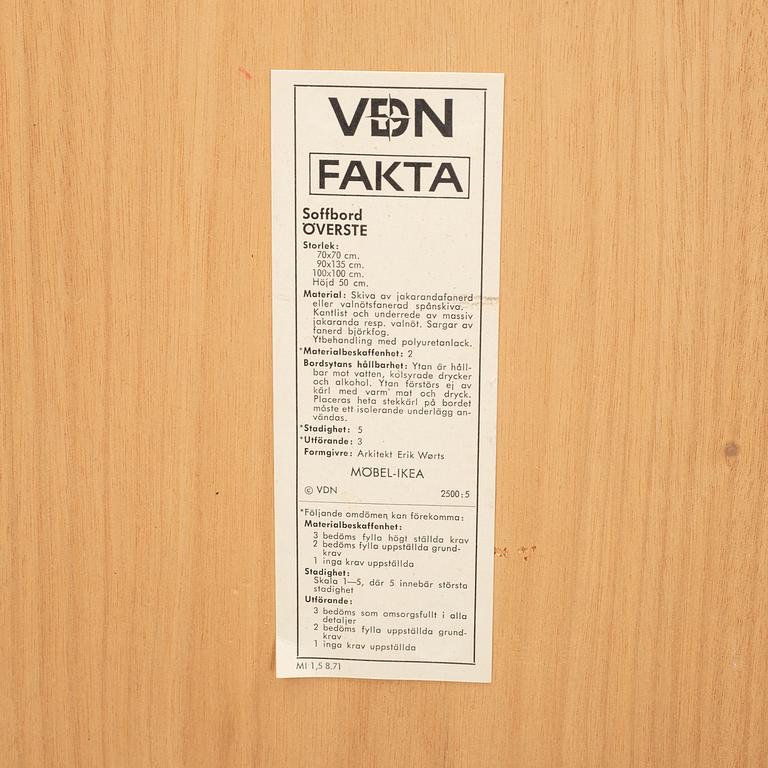 VDN
FAKTA
Soffbord
ÖVERSTE
Storlek:
70x70 cm.
90x135 cm.
100x100 cm.
Höjd 50 cm.
Material: Skiva av jakarandafanerd
eller valnötsfanerad spånskiva.
Kantlist och underrede av massiv
jakaranda resp. valnöt. Sargar av
fanerd björkfog.
Ytbehandling med polyuretanlack.
*Materialbeskaffenhet: 2
Bordsytans hållbarhet: Ytan är håll-
bar mot vatten, kolsyrade drycker
och alkohol. Ytan förstörs ej av
kärl med varm mat och dryck.
Placeras heta stekkärl på bordet
måste ett isolerande underlägg an-
vändas.
*Stadighet: 5
*Utförande: 3
Formgivre: Arkitekt Erik Wørts
MÖBEL-IKEA
© VDN 2500:5
*Följande omdömen kan förekomma:
Materialbeskaffenhet:
3 bedöms fylla högt ställda krav
2 bedöms fylla uppställda grund-
krav
1 inga krav uppställda
Stadighet:
Skala 1—5, där 5 innebär största
stadighet
Utförande:
3 bedöms som omsorgsfullt i alla
detaljer
2 bedöms fylla uppställda grund-
krav
1 inga krav uppställda
MI 1,5 8.71